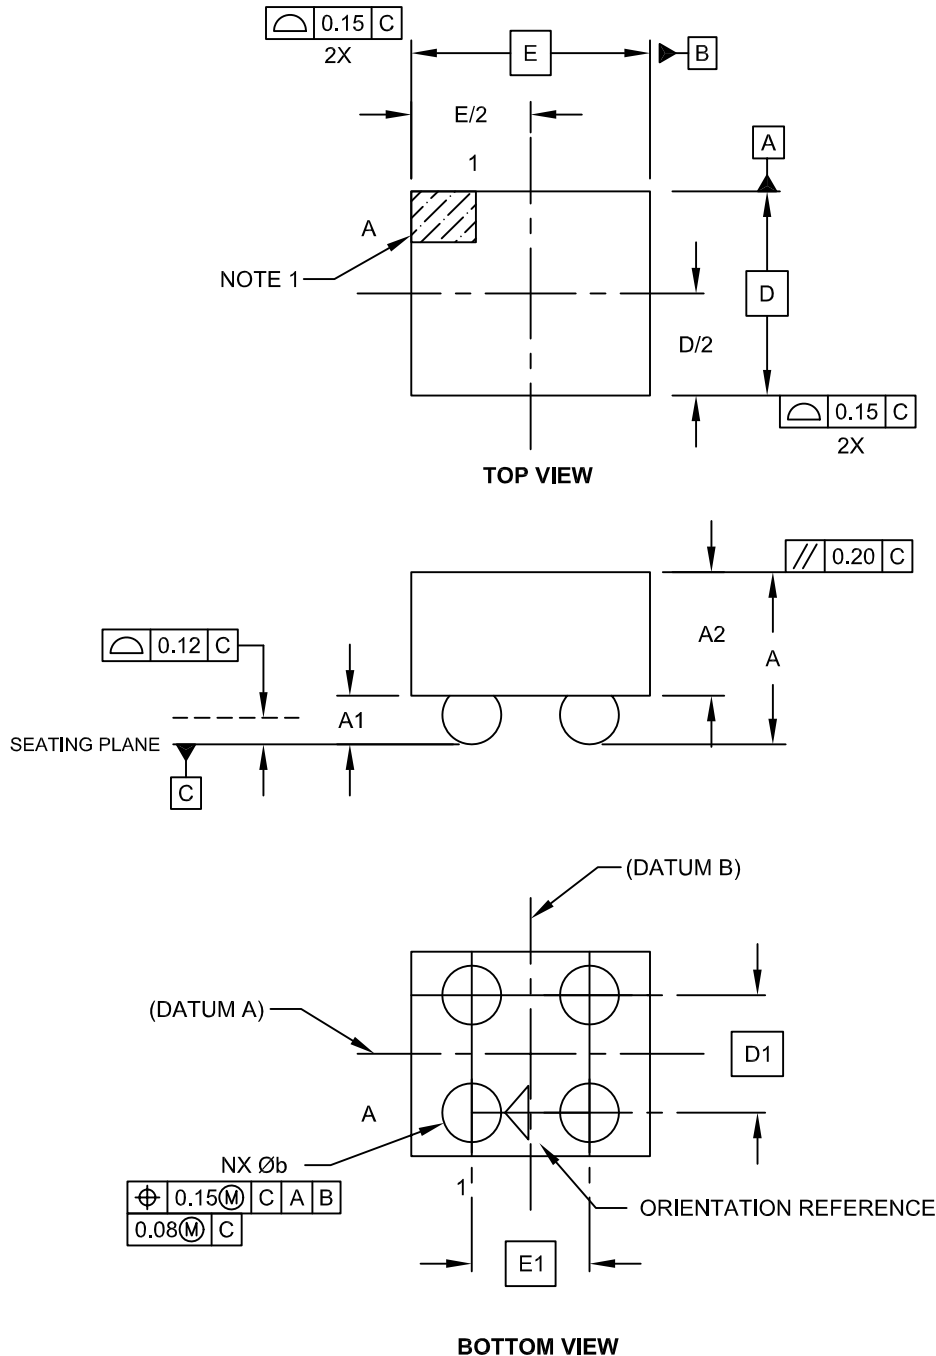 0.15 C
2X
E
B
E/2
1
A
A
NOTE 1
D
D/2
0.15 C
2X
TOP VIEW
0.20 C
A2
A
0.12 C
A1
SEATING PLANE
C
(DATUM B)
(DATUM A)
D1
A
NX Øb
0.15Ⓜ C A B
0.08Ⓜ C
1
ORIENTATION REFERENCE
E1
BOTTOM VIEW